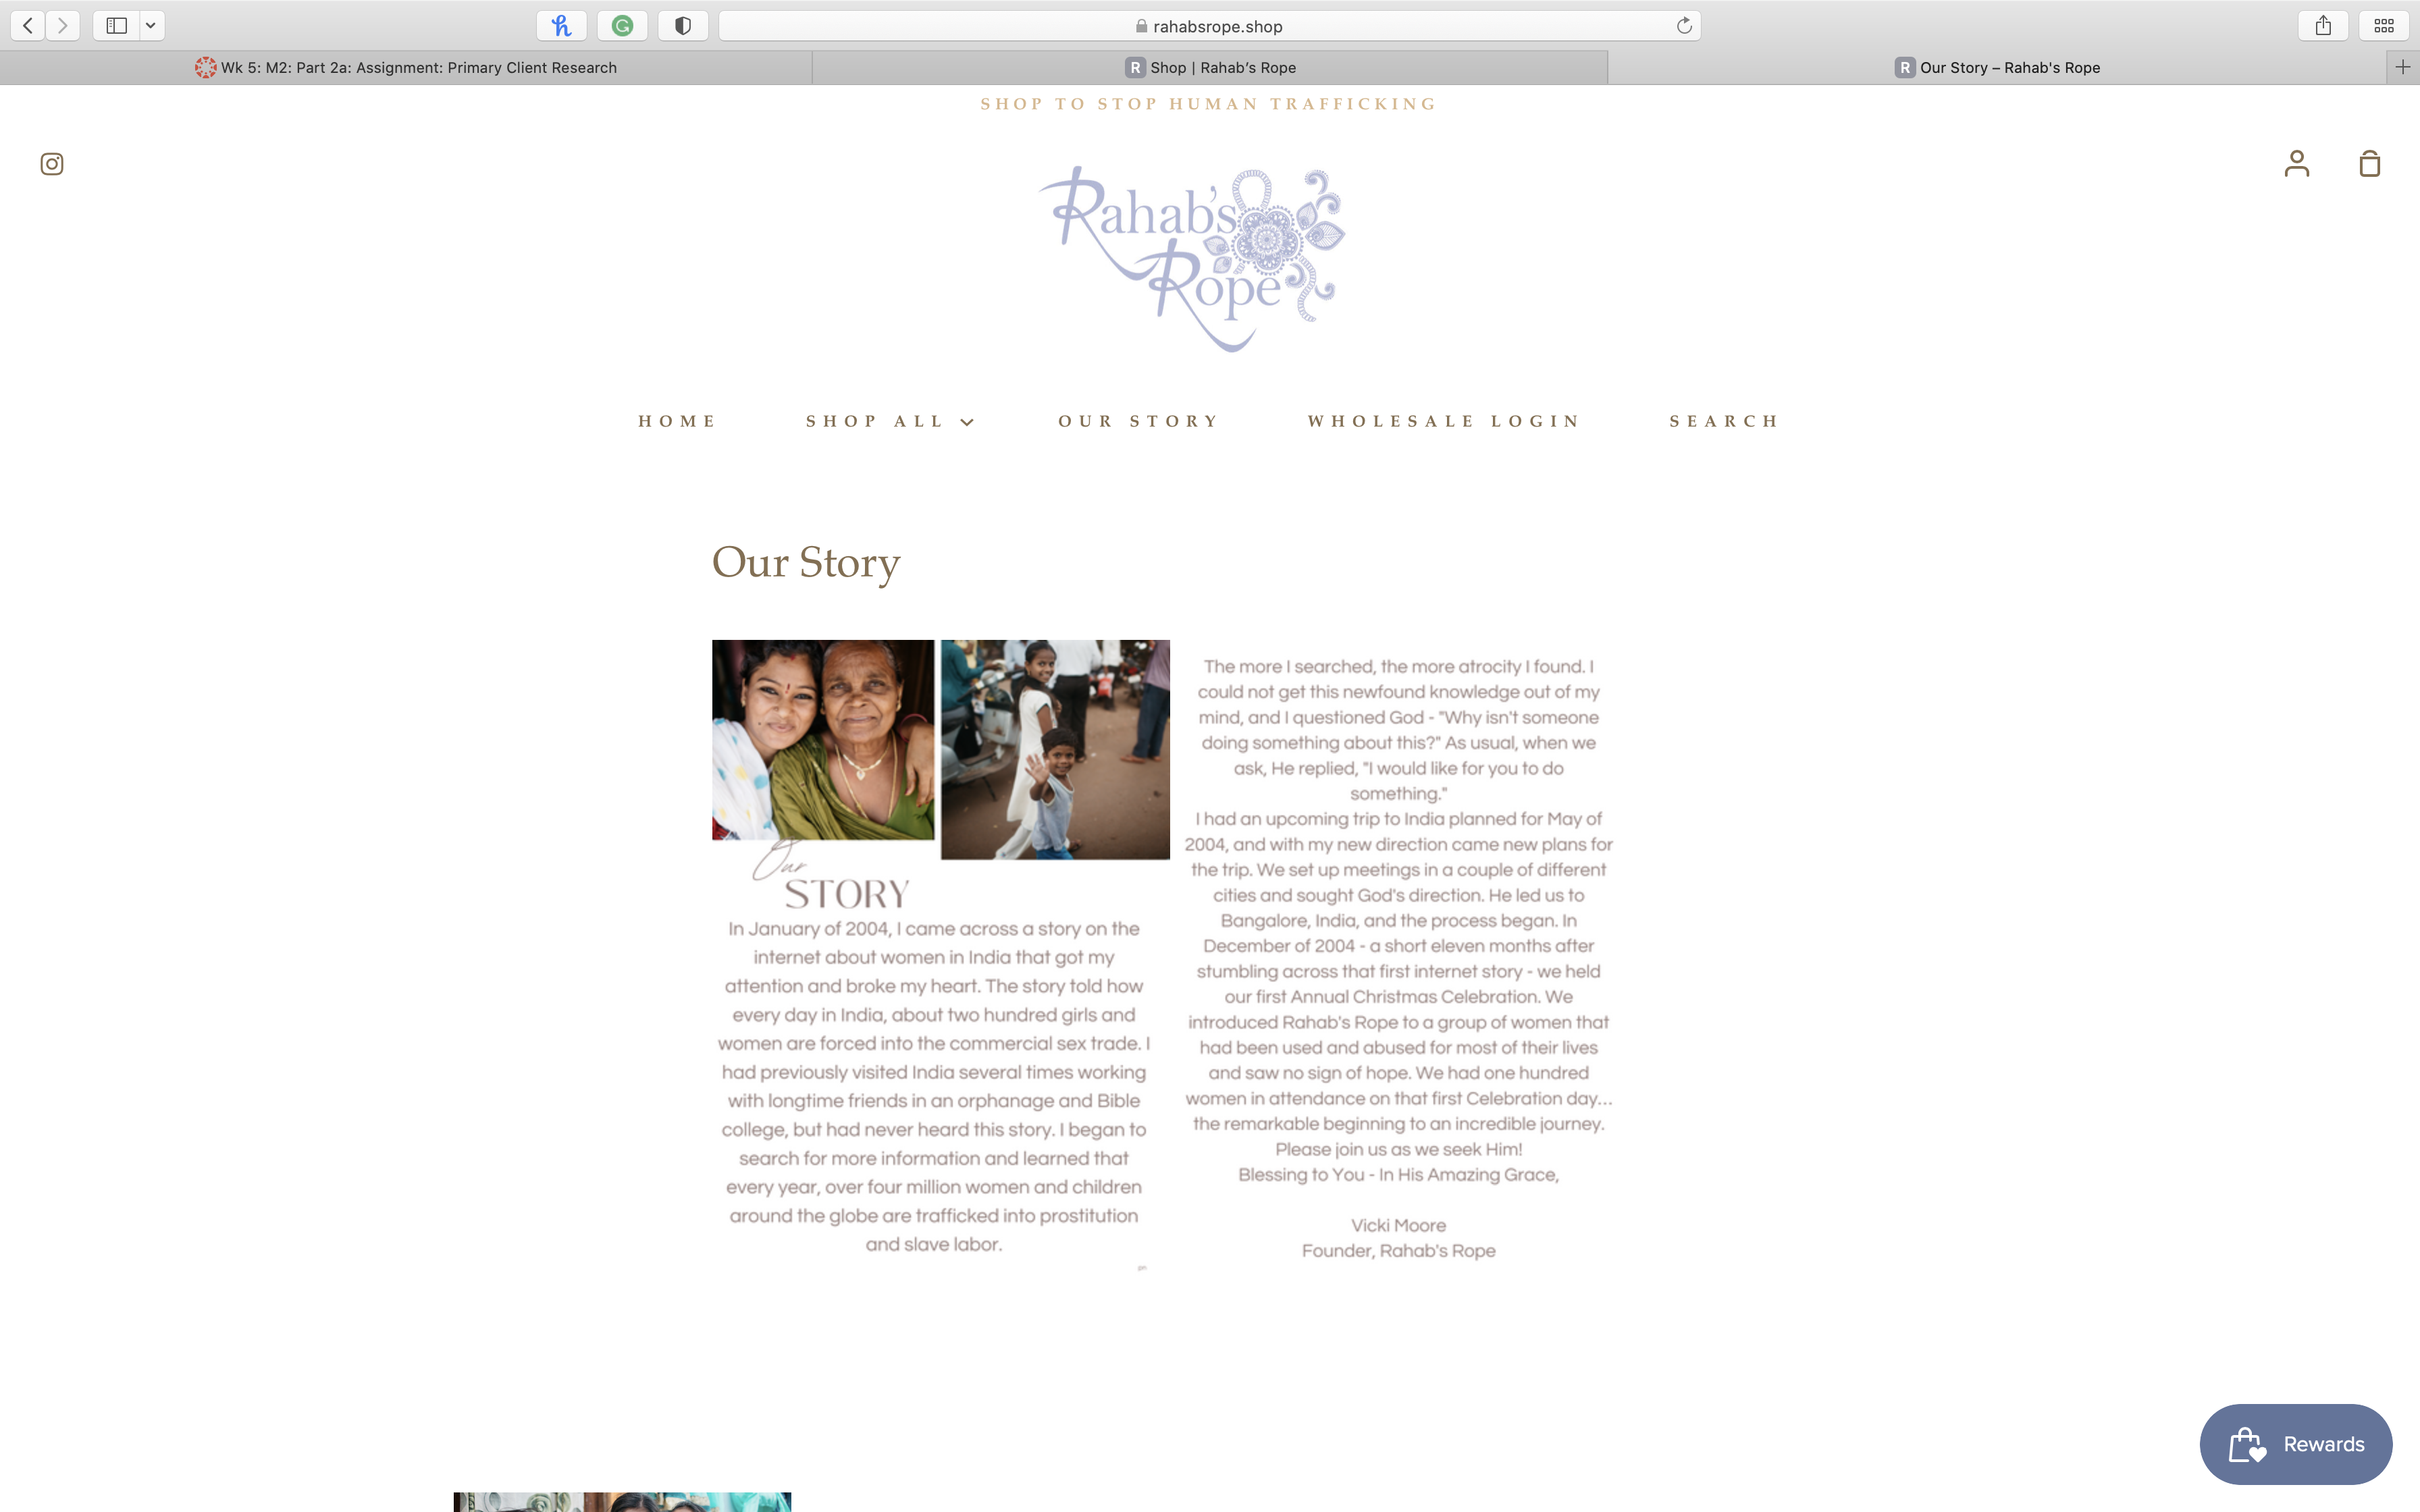 rahabsrope.shop
Wk 5: M2: Part 2a: Assignment: Primary Client Research
R Shop | Rahab's Rope
R Our Story – Rahab's Rope
SHOP TO STOP HUMAN TRAFFICKING
Rahab's
Rope
HOME
SHOP ALL
OUR STORY
WHOLESALE LOGIN
SEARCH
Our Story
Our
STORY
In January of 2004, I came across a story on the
internet about women in India that got my
attention and broke my heart. The story told how
every day in India, about two hundred girls and
women are forced into the commercial sex trade. I
had previously visited India several times working
with longtime friends in an orphanage and Bible
college, but had never heard this story. I began to
search for more information and learned that
every year, over four million women and children
around the globe are trafficked into prostitution
and slave labor.
The more I searched, the more atrocity I found. I
could not get this newfound knowledge out of my
mind, and I questioned God - "Why isn't someone
doing something about this?" As usual, when we
ask, He replied, "I would like for you to do
something."
I had an upcoming trip to India planned for May of
2004, and with my new direction came new plans for
the trip. We set up meetings in a couple of different
cities and sought God's direction. He led us to
Bangalore, India, and the process began. In
December of 2004 - a short eleven months after
stumbling across that first internet story - we held
our first Annual Christmas Celebration. We
introduced Rahab's Rope to a group of women that
had been used and abused for most of their lives
and saw no sign of hope. We had one hundred
women in attendance on that first Celebration day...
the remarkable beginning to an incredible journey.
Please join us as we seek Him!
Blessing to You - In His Amazing Grace,
Vicki Moore
Founder, Rahab's Rope
Rewards